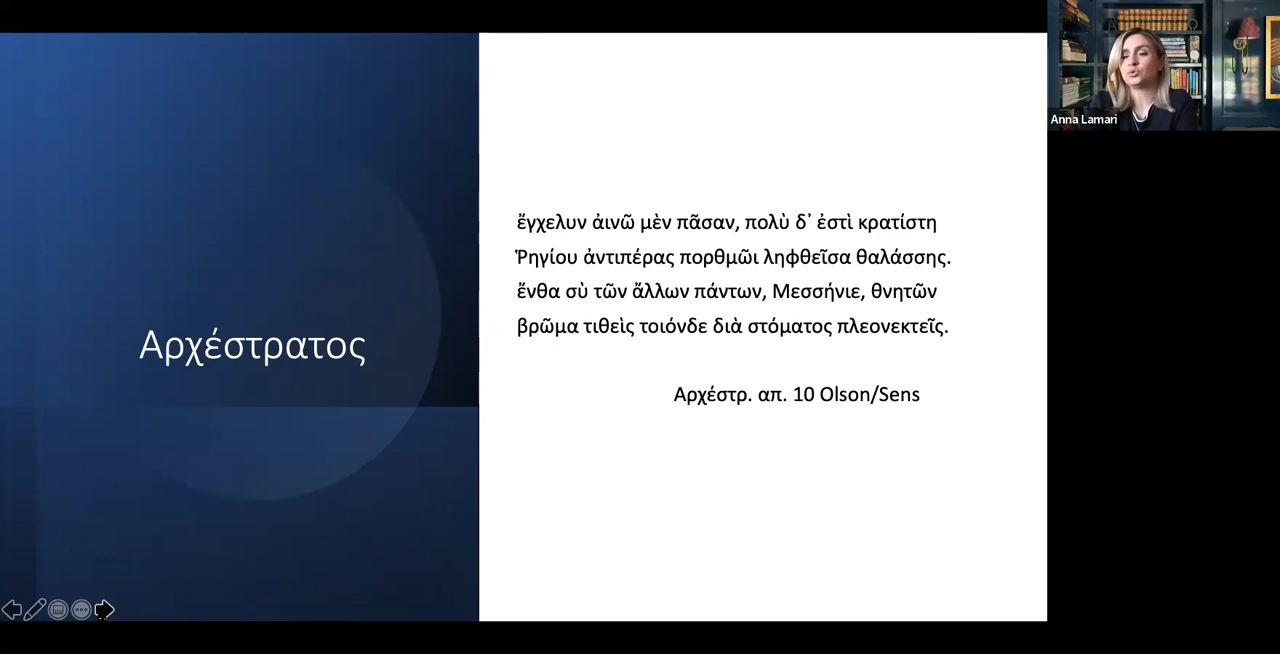 Αρχέστρατος
ἔγχελυν ἀινῶ μὲν πᾶσαν, πολὺ δ᾽ ἐστὶ κρατίστη
Ῥηγίου ἀντιπέρας πορθμῶι ληφθεῖσα θαλάσσης.
ἔνθα σὺ τῶν ἄλλων πάντων, Μεσσήνιε, θνητῶν
βρῶμα τιθεὶς τοιόνδε διὰ στόματος πλεονεκτεῖς.
Αρχέστρ. απ. 10 Olson/Sens
Anna Lamari